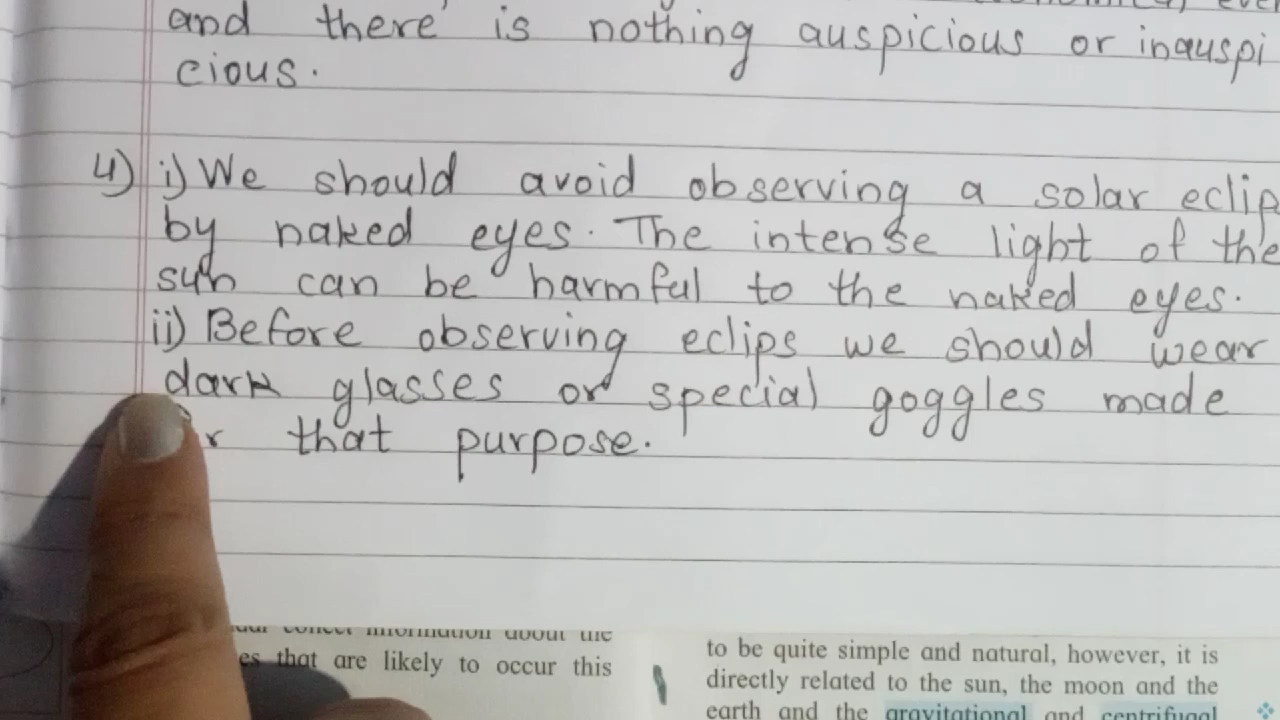 and there is nothing auspicious or inauspi
cious.
4) i) We should avoid observing a solar eclip
by naked eyes. The intense light of the
sun can be harmful to the naked eyes.
ii) Before observing eclips we should wear
dark glasses or special goggles made
that purpose.
that are likely to occur this
to be quite simple and natural, however, it is
directly related to the sun, the moon and the
earth and the gravitational and centrifugal